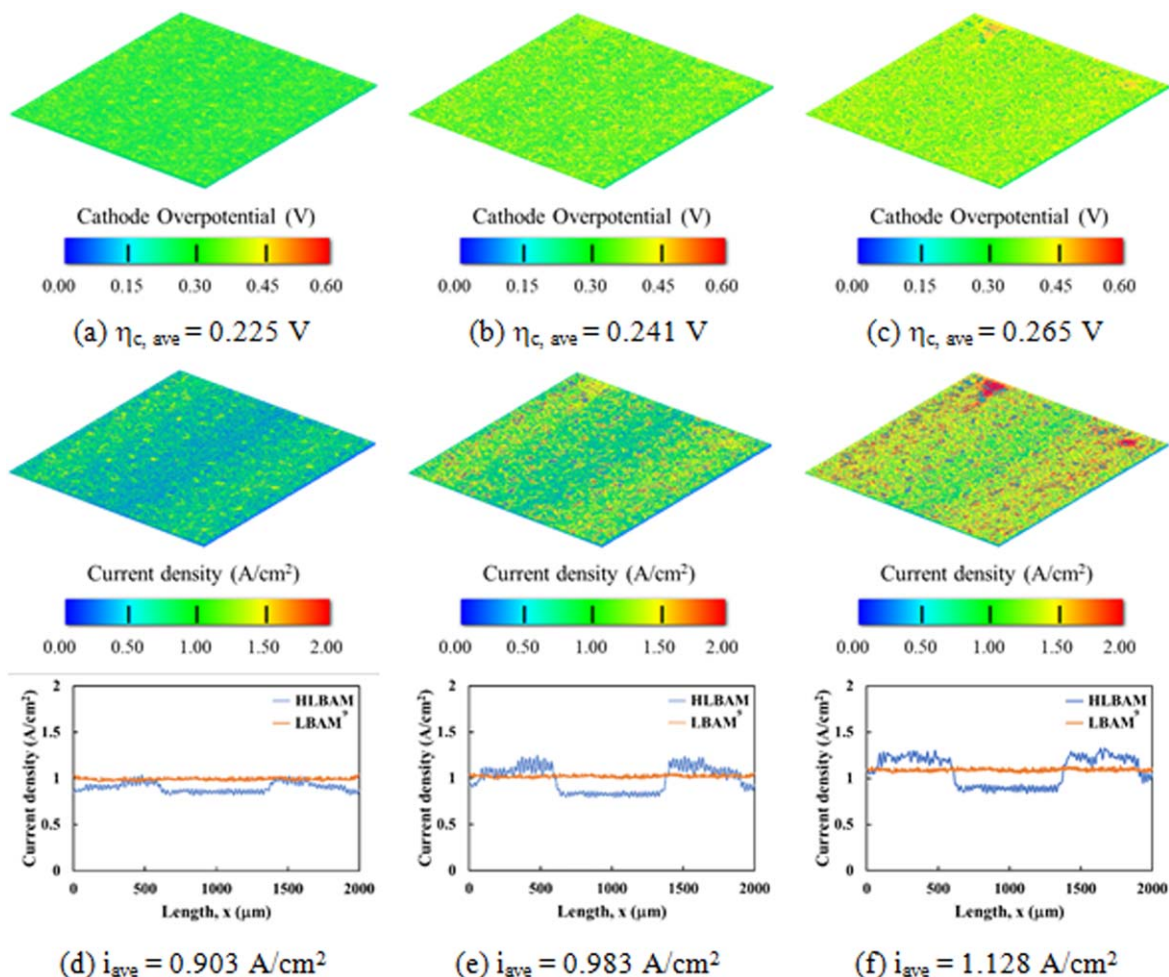 Cathode Overpotential (V) Cathode Overpotential (V) Cathode Overpotential (V)
0.00 0.15 0.30 0.45 0.60 0.00 0.15 0.30 0.45 0.60 0.00 0.15 0.30 0.45 0.60
(a) ηc, ave = 0.225 V (b) ηc, ave = 0.241 V (c) ηc, ave = 0.265 V
Current density (A/cm²) Current density (A/cm²) Current density (A/cm²)
0.00 0.50 1.00 1.50 2.00 0.00 0.50 1.00 1.50 2.00 0.00 0.50 1.00 1.50 2.00
Current density (A/cm²)
2
1.5
1
0.5
0
HLBAM
LBAM⁹
0 500 1000 1500 2000
Length, x (μm)
Current density (A/cm²)
2
1.5
1
0.5
0
HLBAM
LBAM⁹
0 500 1000 1500 2000
Length, x (μm)
Current density (A/cm²)
2
1.5
1
0.5
0
HLBAM
LBAM⁹
0 500 1000 1500 2000
Length, x (μm)
(d) iave = 0.903 A/cm² (e) iave = 0.983 A/cm² (f) iave = 1.128 A/cm²